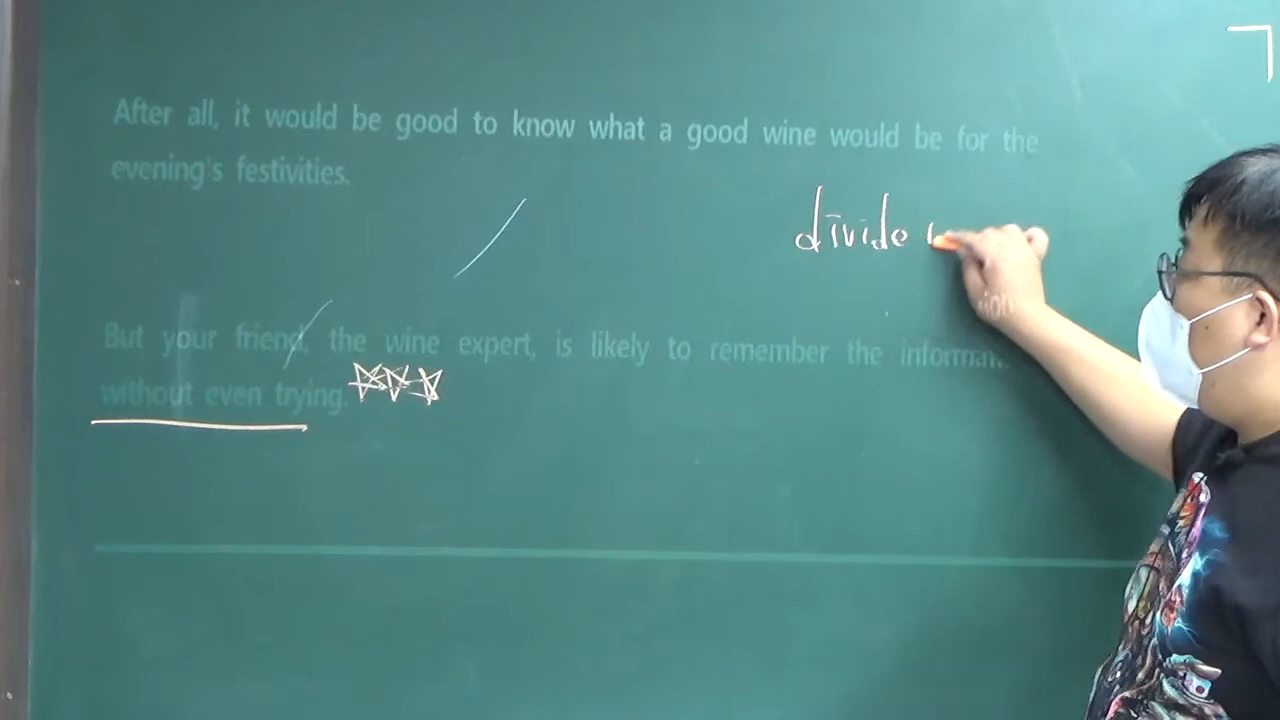 After all, it would be good to know what a good wine would be for the
evening's festivities.
divide
But your friend, the wine expert, is likely to remember the
without even trying.